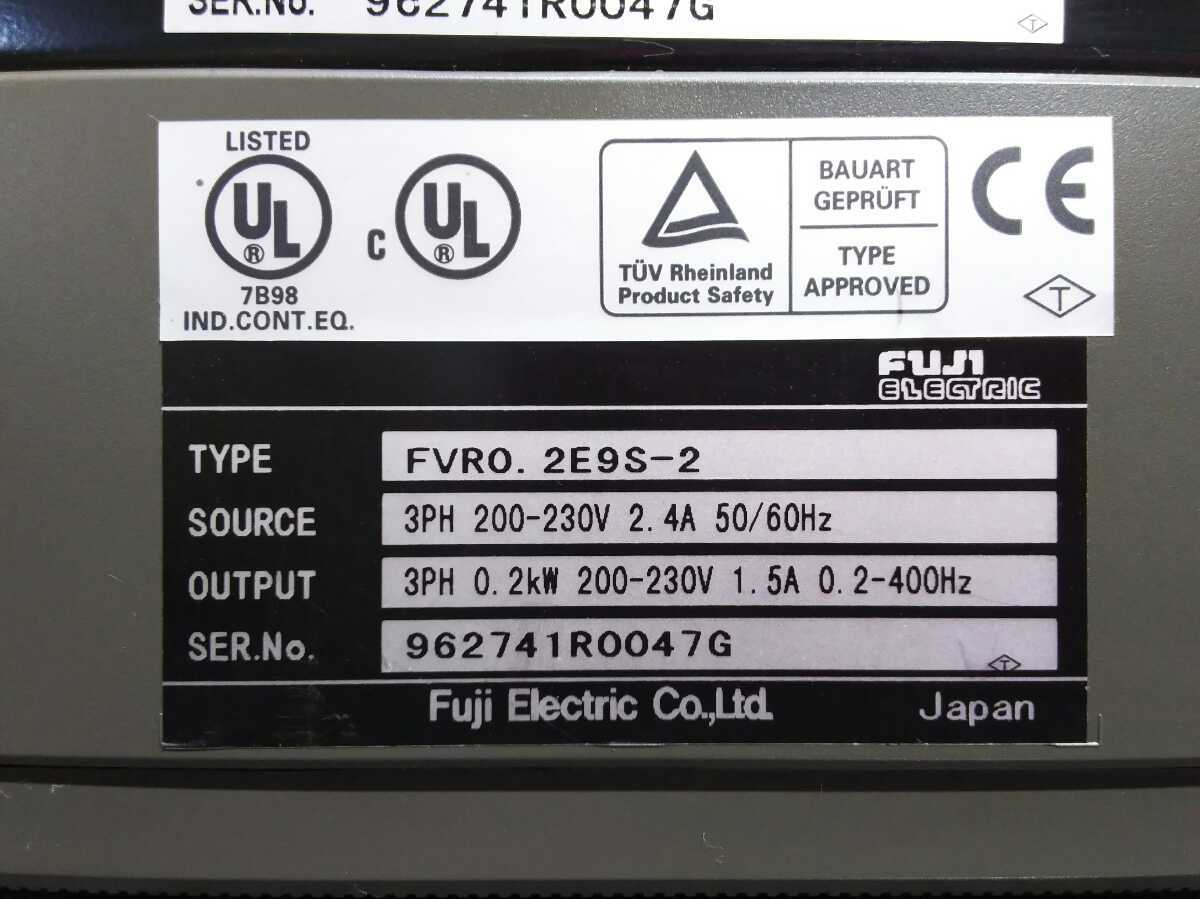 SER.No. 962741R0047G
T
LISTED
UL
®
7B98
IND.CONT.EQ.
C UL
®
TÜV Rheinland
Product Safety
BAUART
GEPRÜFT
TYPE
APPROVED
CE
T
FUJI
ELECTRIC
TYPE FVR0.2E9S-2
SOURCE 3PH 200-230V 2.4A 50/60Hz
OUTPUT 3PH 0.2kW 200-230V 1.5A 0.2-400Hz
SER.No. 962741R0047G
T
Fuji Electric Co.,Ltd. Japan